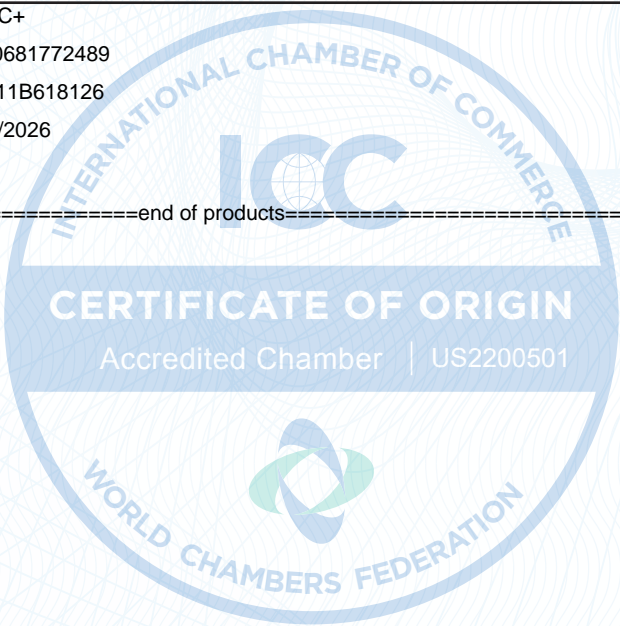 C+
0681772489
11B618126
/2026
INTERNATIONAL CHAMBER OF COMMERCE
ICC
============end of products===========================
CERTIFICATE OF ORIGIN
Accredited Chamber | US2200501
WORLD CHAMBERS FEDERATION